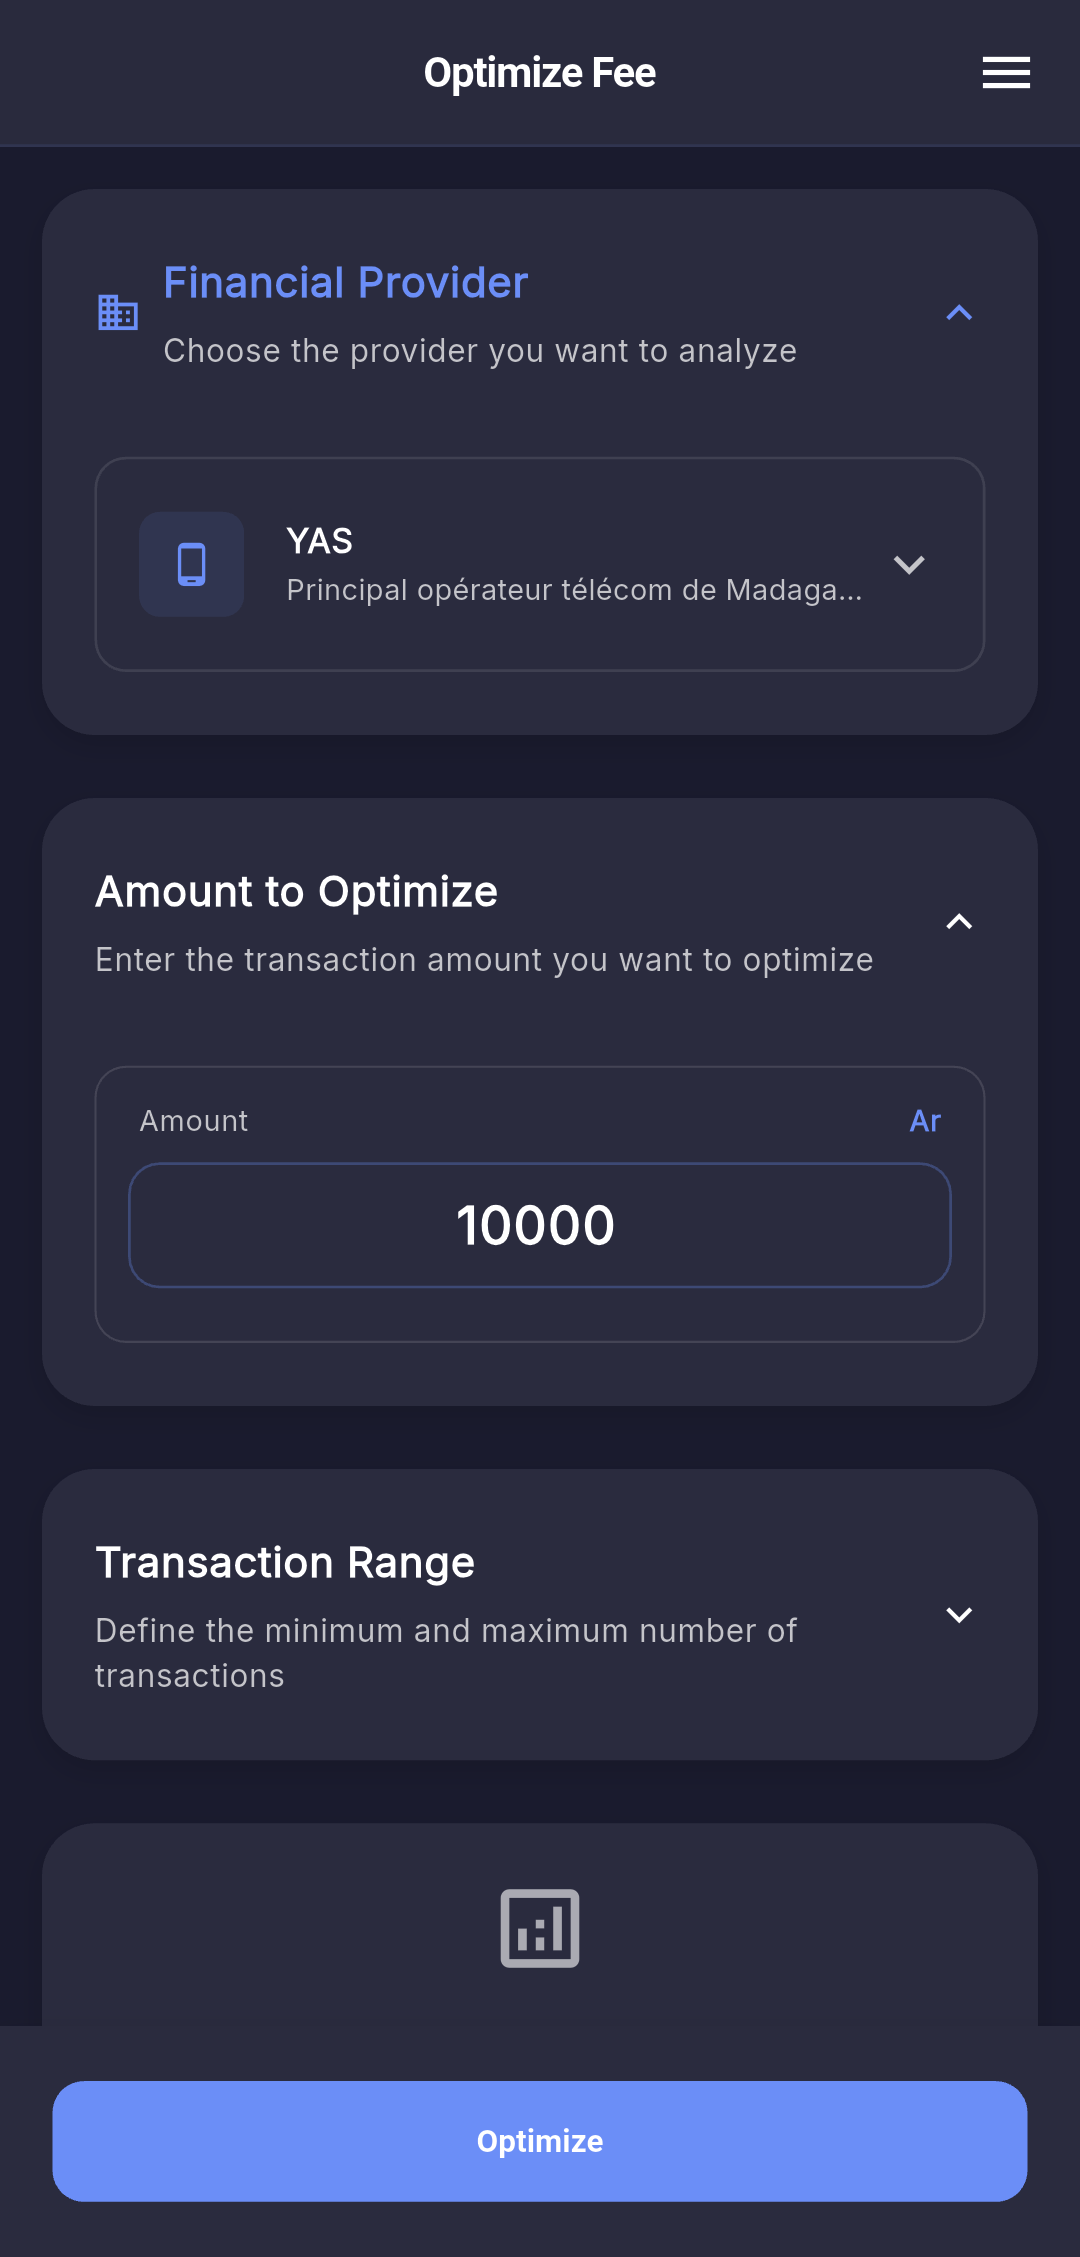 Optimize Fee
Financial Provider
Choose the provider you want to analyze
YAS
Principal opérateur télécom de Madaga...
Amount to Optimize
Enter the transaction amount you want to optimize
Amount
Ar
10000
Transaction Range
Define the minimum and maximum number of
transactions
Optimize